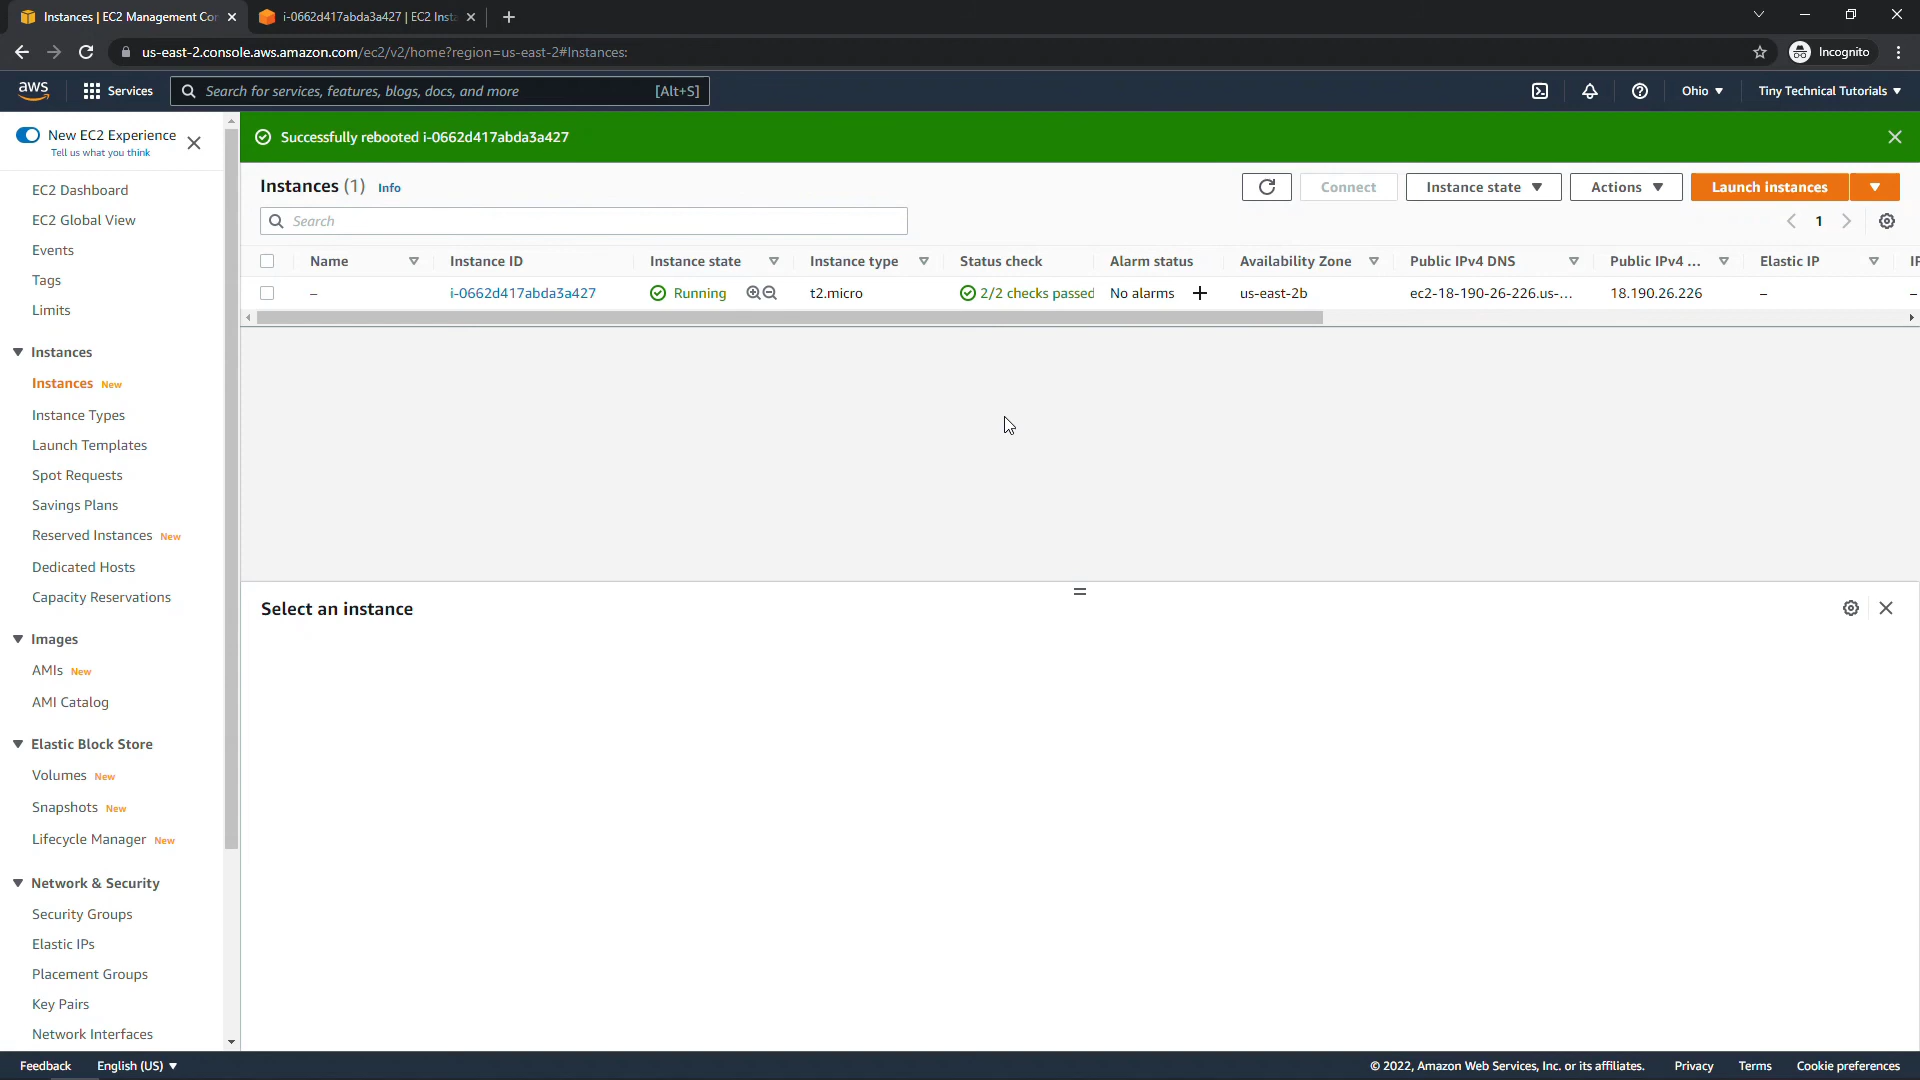 Instances | EC2 Management Co
i-0662d417abda3a427 | EC2 Inst
us-east-2.console.aws.amazon.com/ec2/v2/home?region=us-east-2#Instances:
Incognito
aws
Services
Search for services, features, blogs, docs, and more
[Alt+S]
Ohio
Tiny Technical Tutorials
New EC2 Experience
Tell us what you think
EC2 Dashboard
EC2 Global View
Events
Tags
Limits
Instances
Instances New
Instance Types
Launch Templates
Spot Requests
Savings Plans
Reserved Instances New
Dedicated Hosts
Capacity Reservations
Images
AMIs New
AMI Catalog
Elastic Block Store
Volumes New
Snapshots New
Lifecycle Manager New
Network & Security
Security Groups
Elastic IPs
Placement Groups
Key Pairs
Network Interfaces
Successfully rebooted i-0662d417abda3a427
Instances (1) Info
Connect
Instance state
Actions
Launch instances
Search
1
Name Instance ID Instance state Instance type Status check Alarm status Availability Zone Public IPv4 DNS Public IPv4 ... Elastic IP
– i-0662d417abda3a427 Running t2.micro 2/2 checks passed No alarms + us-east-2b ec2-18-190-26-226.us-... 18.190.26.226 – –
Select an instance
Feedback English (US) © 2022, Amazon Web Services, Inc. or its affiliates. Privacy Terms Cookie preferences